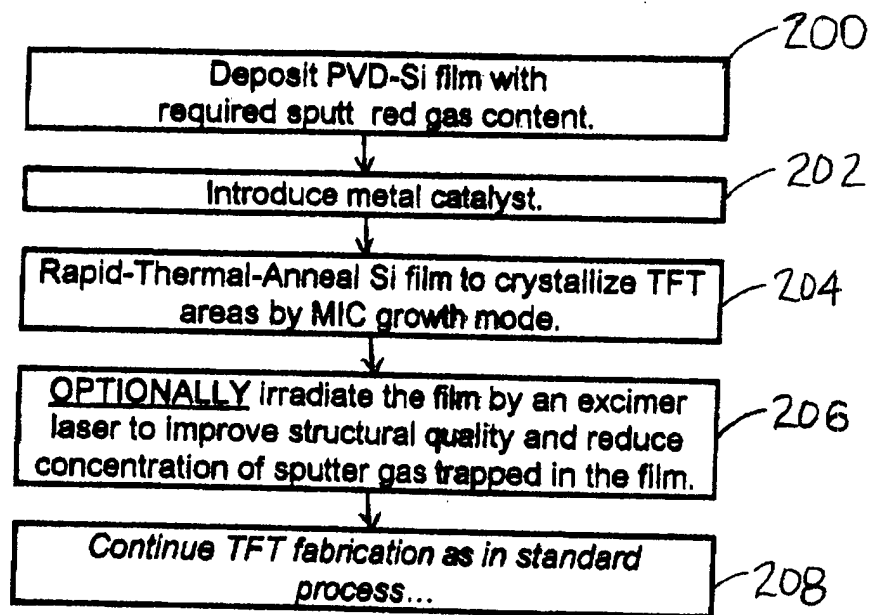 200
Deposit PVD-Si film with
required sputt red gas content.
202
Introduce metal catalyst.
204
Rapid-Thermal-Anneal Si film to crystallize TFT
areas by MIC growth mode.
206
OPTIONALLY irradiate the film by an excimer
laser to improve structural quality and reduce
concentration of sputter gas trapped in the film.
208
Continue TFT fabrication as in standard
process...